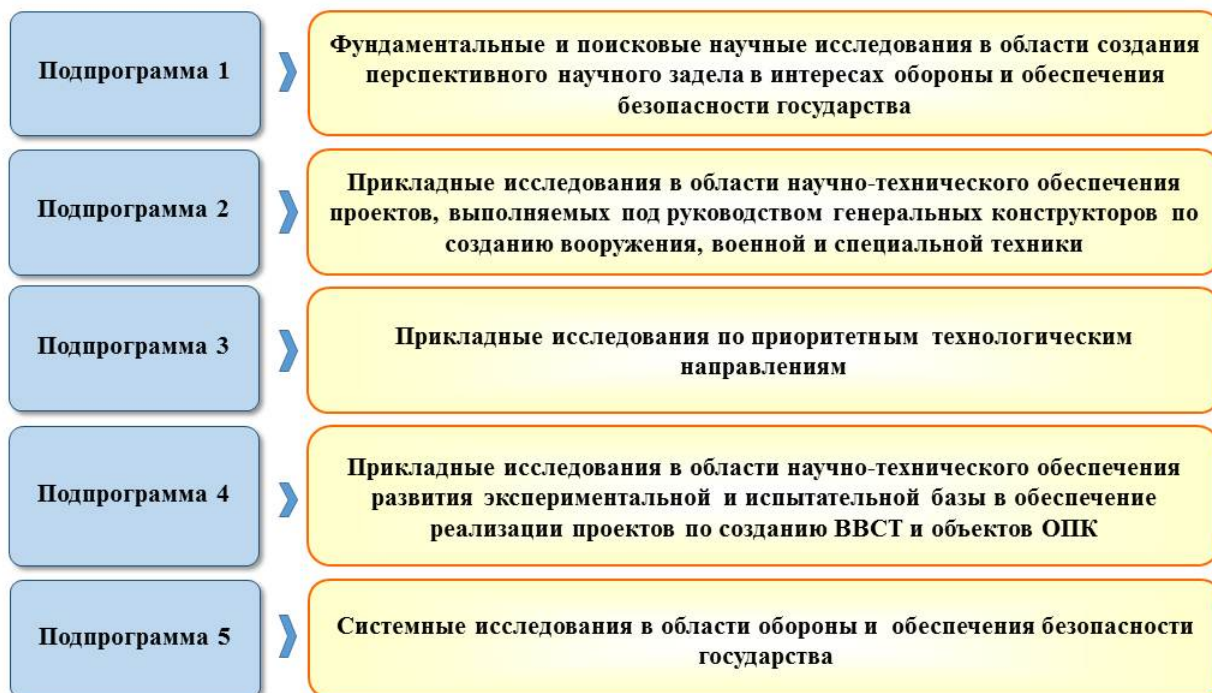 Подпрограмма 1
Фундаментальные и поисковые научные исследования в области создания
перспективного научного задела в интересах обороны и обеспечения
безопасности государства
Подпрограмма 2
Прикладные исследования в области научно-технического обеспечения
проектов, выполняемых под руководством генеральных конструкторов по
созданию вооружения, военной и специальной техники
Подпрограмма 3
Прикладные исследования по приоритетным технологическим
направлениям
Подпрограмма 4
Прикладные исследования в области научно-технического обеспечения
развития экспериментальной и испытательной базы в обеспечение
реализации проектов по созданию ВВСТ и объектов ОПК
Подпрограмма 5
Системные исследования в области обороны и обеспечения безопасности
государства